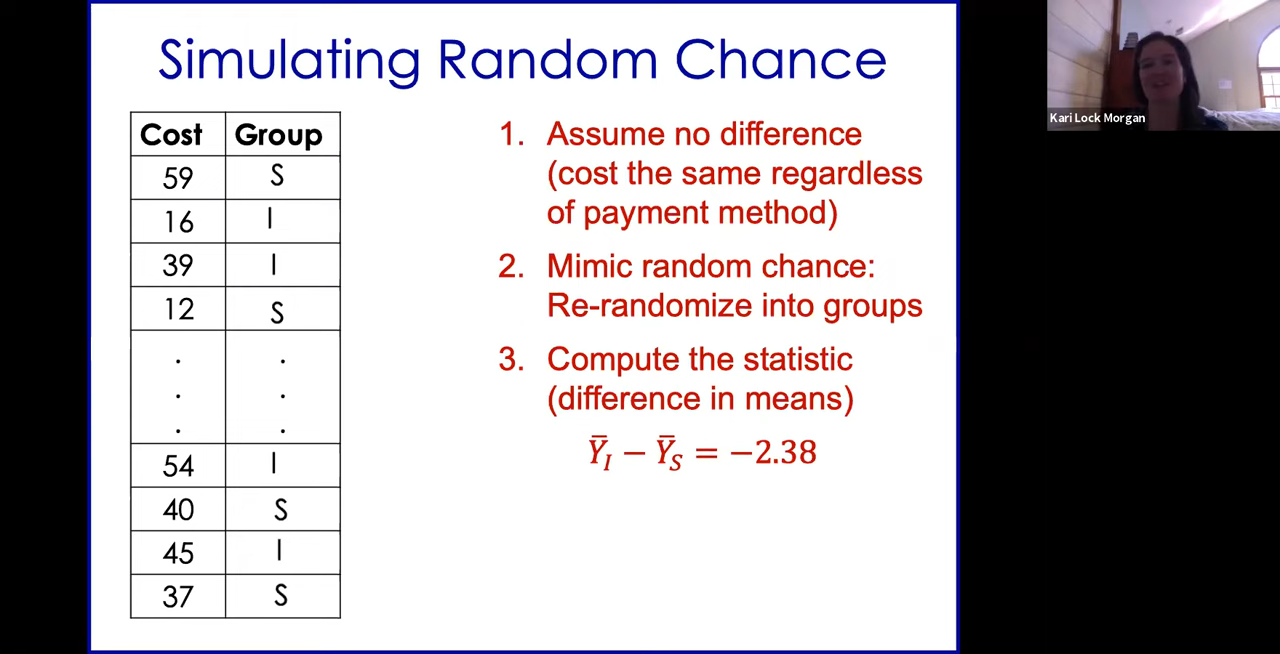 Simulating Random Chance
Cost Group
59 S
16 I
39 I
12 S
. .
. .
. .
54 I
40 S
45 I
37 S
1. Assume no difference
(cost the same regardless
of payment method)
2. Mimic random chance:
Re-randomize into groups
3. Compute the statistic
(difference in means)
Ȳ_I − Ȳ_S = −2.38
Kari Lock Morgan